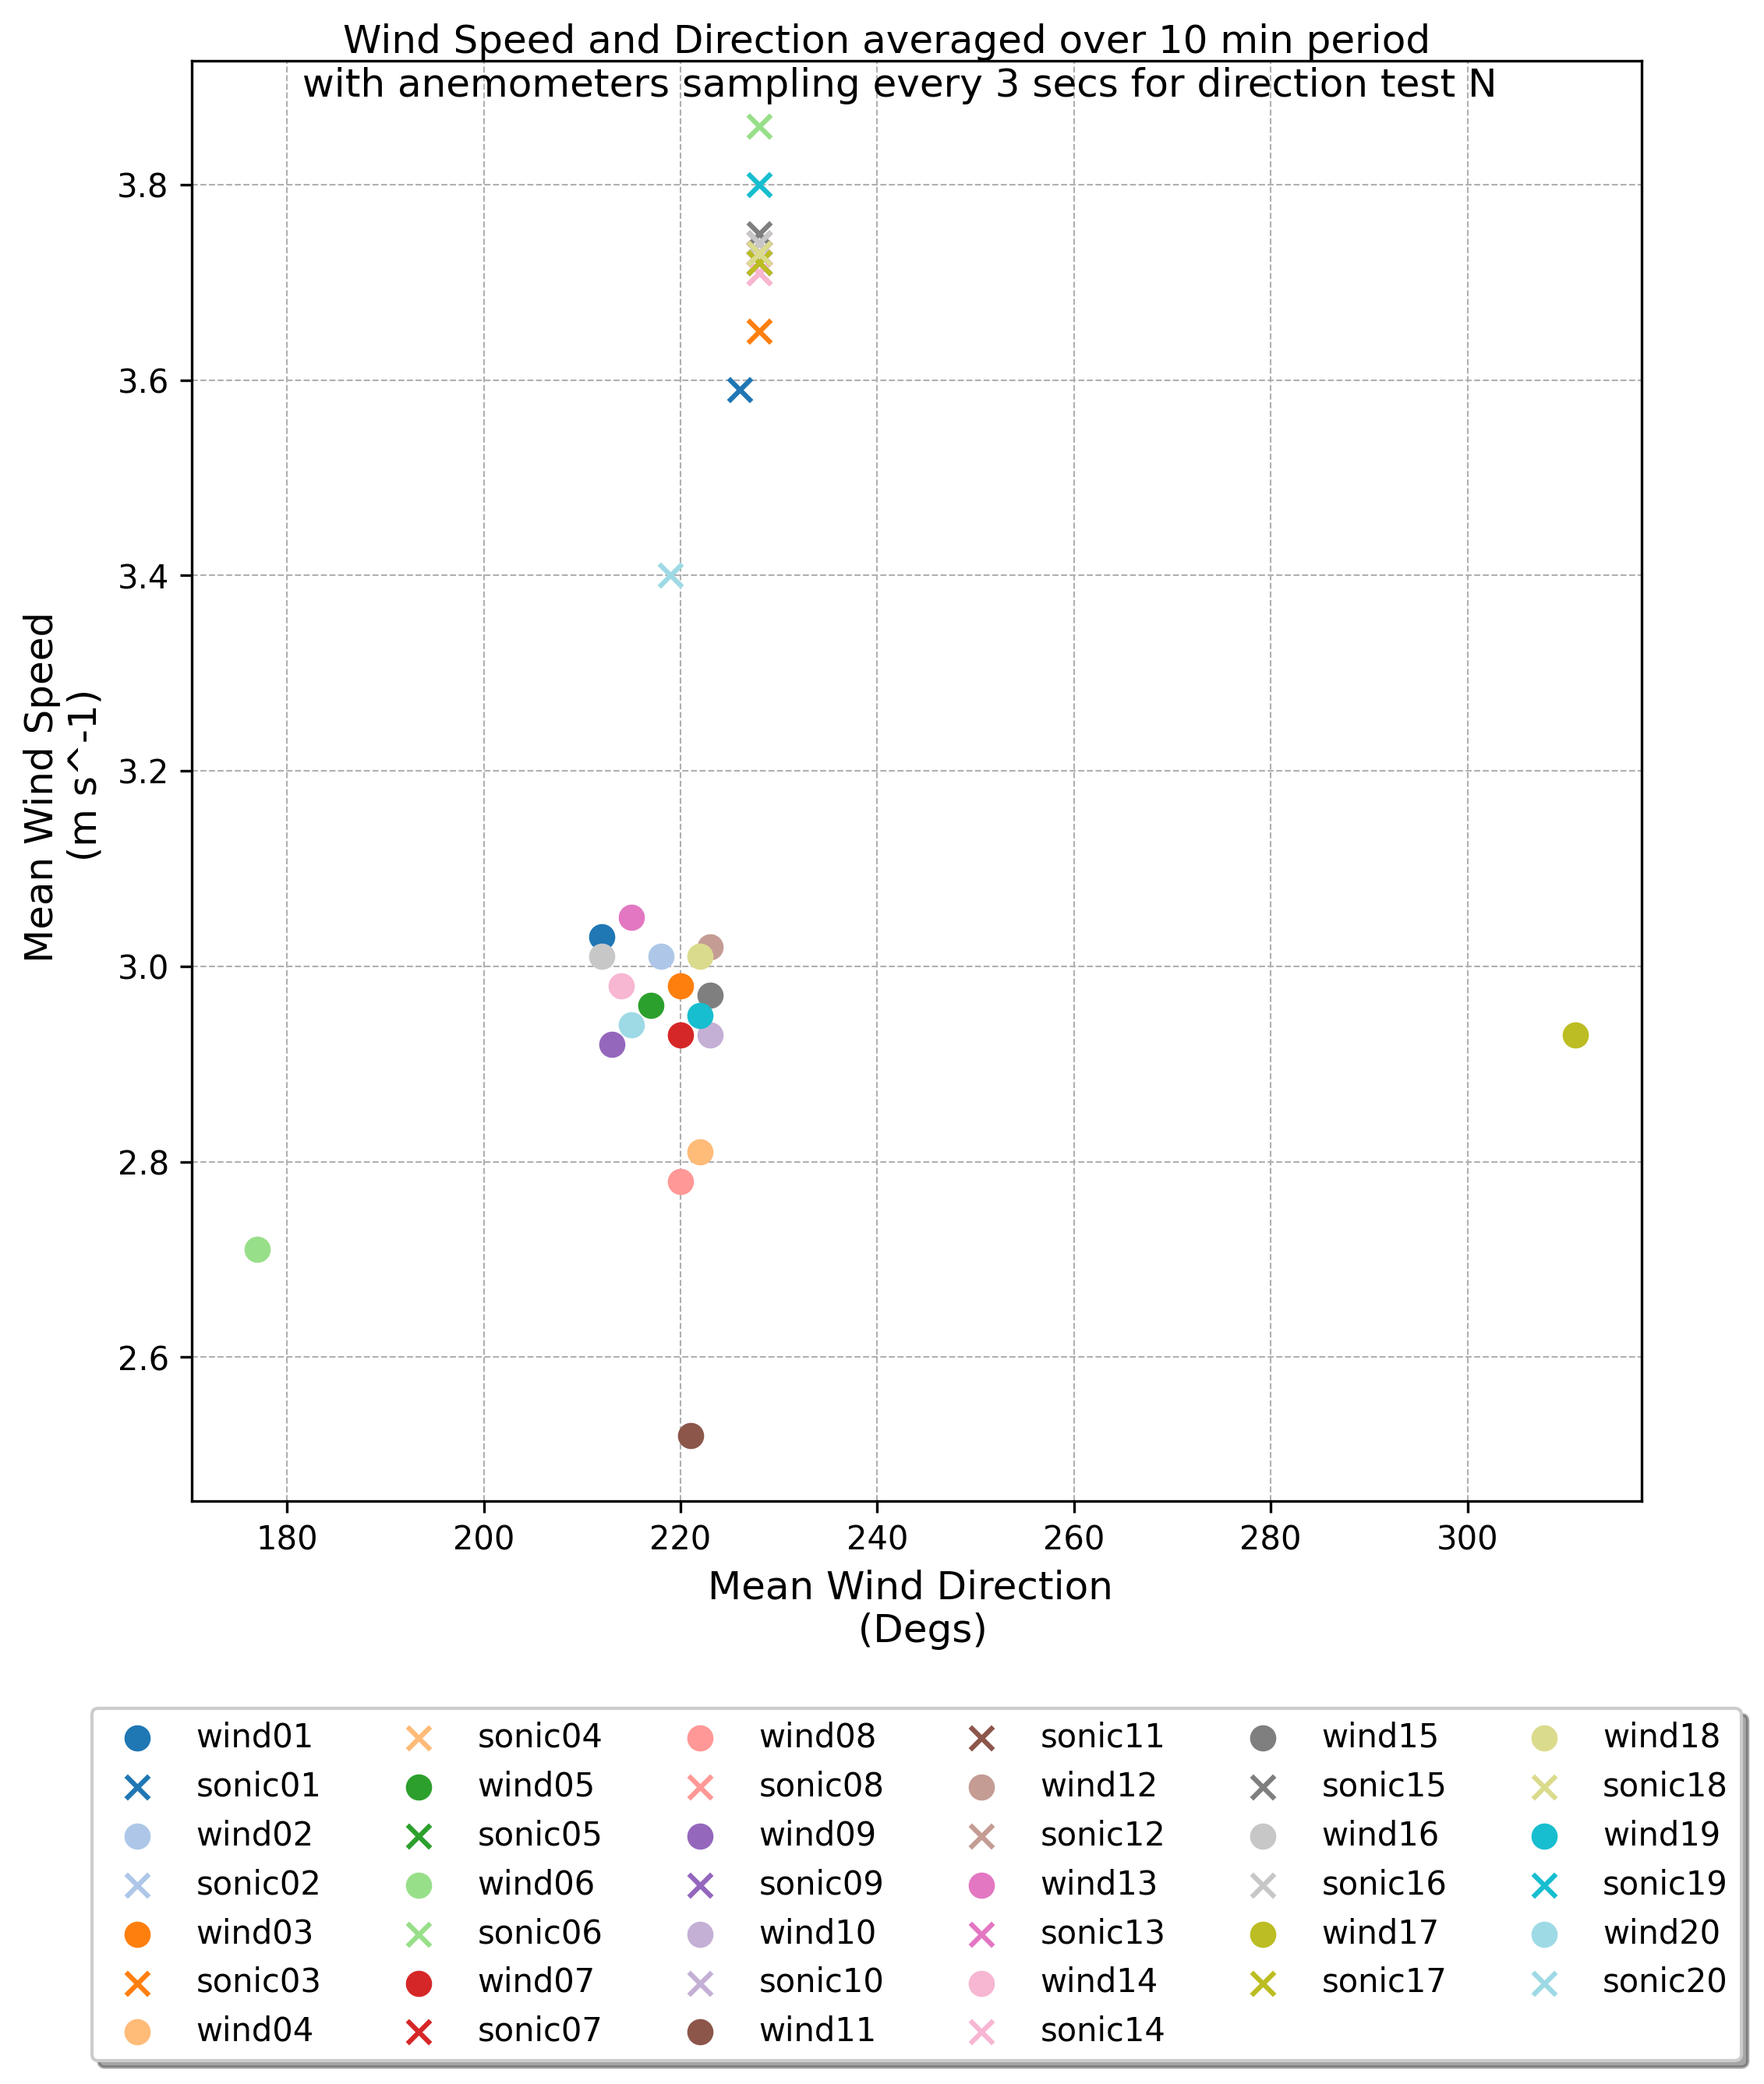 Wind Speed and Direction averaged over 10 min period
with anemometers sampling every 3 secs for direction test N
3.8
3.6
3.4
3.2
3.0
2.8
2.6
Mean Wind Speed
(m s^-1)
180 200 220 240 260 280 300
Mean Wind Direction
(Degs)
wind01 sonic04 wind08 sonic11 wind15 wind18
sonic01 wind05 sonic08 wind12 sonic15 sonic18
wind02 sonic05 wind09 sonic12 wind16 wind19
sonic02 wind06 sonic09 wind13 sonic16 sonic19
wind03 sonic06 wind10 sonic13 wind17 wind20
sonic03 wind07 sonic10 wind14 sonic17 sonic20
wind04 sonic07 wind11 sonic14